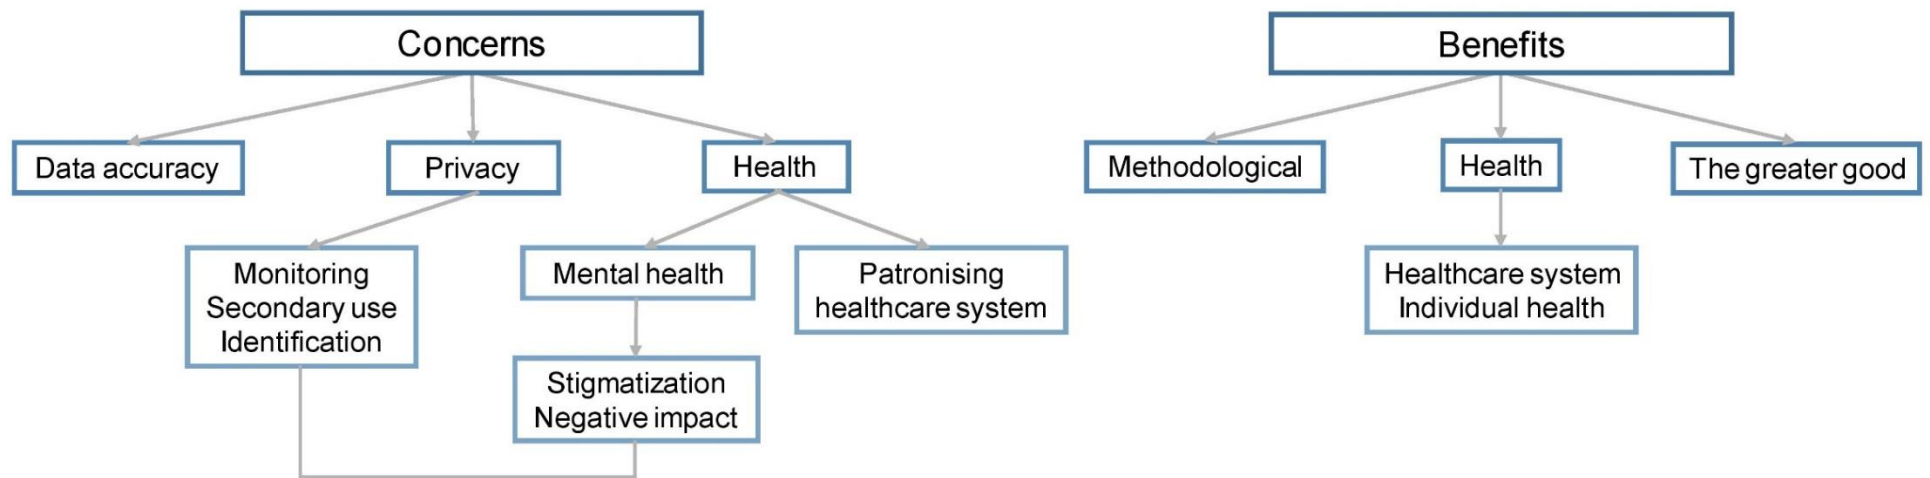 Concerns
Benefits
Data accuracy
Privacy
Health
Methodological
Health
The greater good
Monitoring
Secondary use
Identification
Mental health
Patronising
healthcare system
Healthcare system
Individual health
Stigmatization
Negative impact